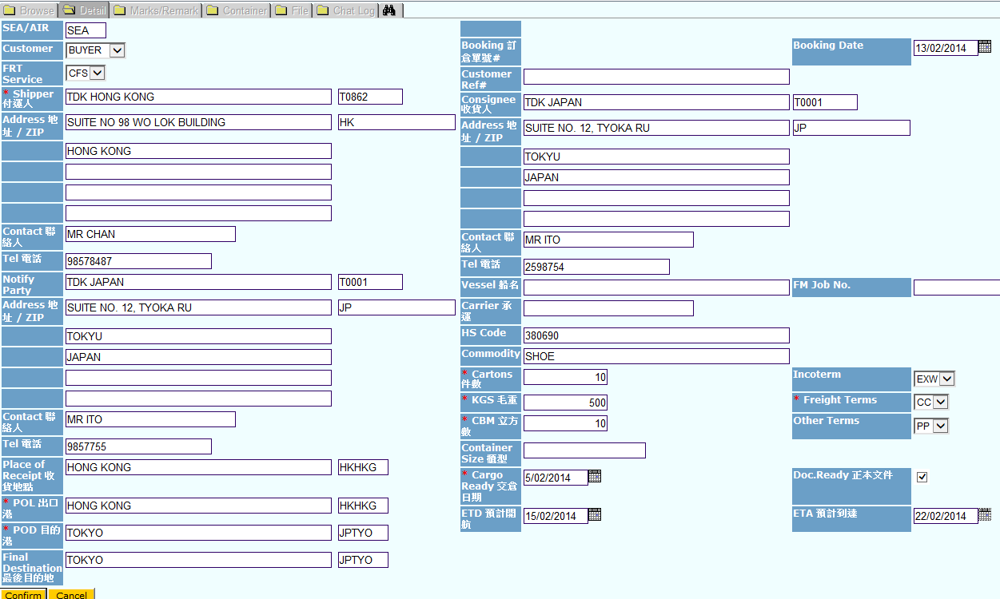 Browse Detail Marks/Remark Container File Chat Log
SEA/AIR SEA
Customer BUYER
FRT
Service CFS
* Shipper
付運人 TDK HONG KONG T0862
Address 地
址 / ZIP SUITE NO 98 WO LOK BUILDING HK
HONG KONG
Contact 聯
絡人 MR CHAN
Tel 電話 98578487
Notify
Party TDK JAPAN T0001
Address 地
址 / ZIP SUITE NO. 12, TYOKA RU JP
TOKYU
JAPAN
Contact 聯
絡人 MR ITO
Tel 電話 9857755
Place of
Receipt 收
貨地點 HONG KONG HKHKG
* POL 出口
港 HONG KONG HKHKG
* POD 目的
港 TOKYO JPTYO
Final
Destination
最後目的地 TOKYO JPTYO
Confirm Cancel
Booking 訂
倉單號#
Booking Date 13/02/2014
Customer
Ref#
Consignee
收貨人 TDK JAPAN T0001
Address 地
址 / ZIP SUITE NO. 12, TYOKA RU JP
TOKYU
JAPAN
Contact 聯
絡人 MR ITO
Tel 電話 2598754
Vessel 船名 FM Job No.
Carrier 承
運
HS Code 380690
Commodity SHOE
* Cartons
件數 10
Incoterm EXW
* KGS 毛重 500
* Freight Terms CC
* CBM 立方
數 10
Other Terms PP
Container
Size 櫃型
* Cargo
Ready 交倉
日期 5/02/2014
Doc.Ready 正本文件
ETD 預計開
航 15/02/2014
ETA 預計到達 22/02/2014